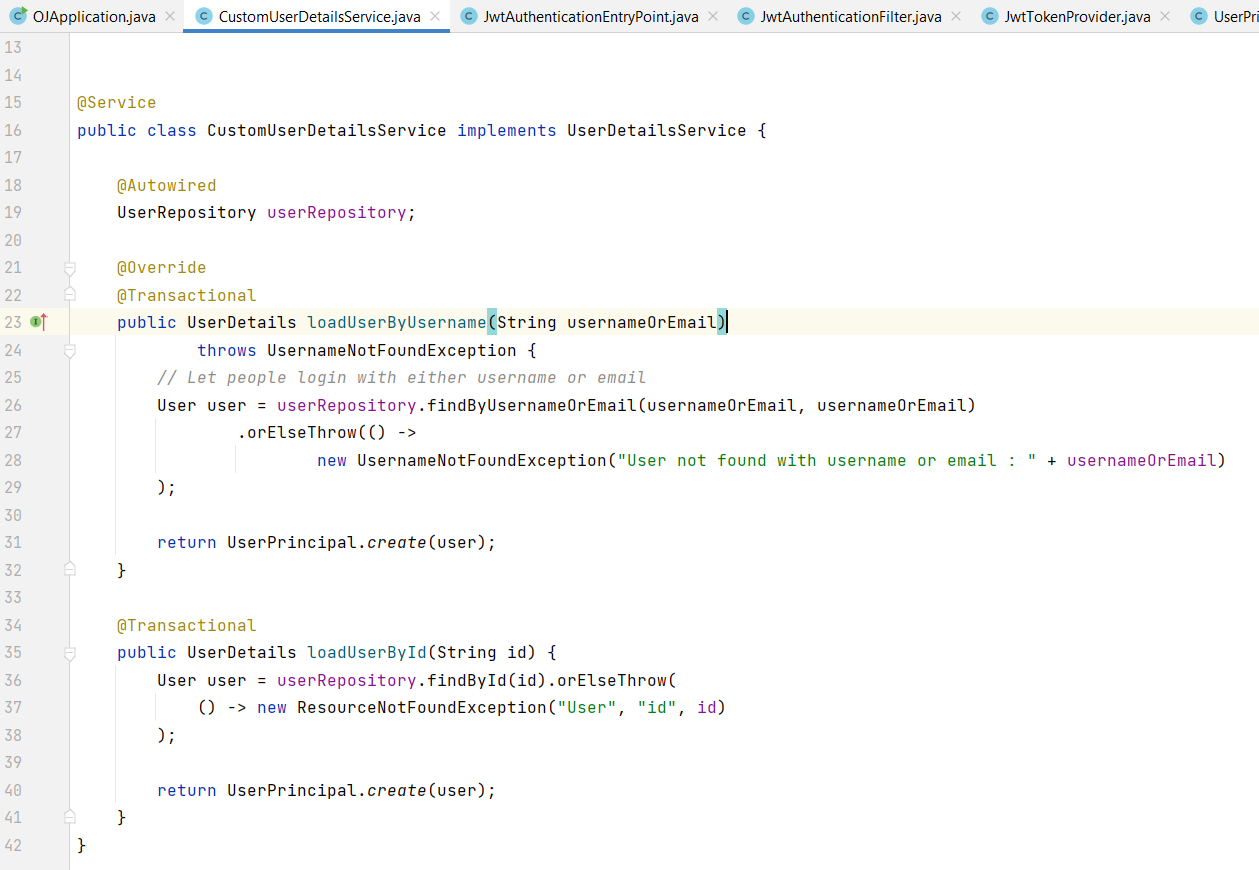 OJApplication.java CustomUserDetailsService.java JwtAuthenticationEntryPoint.java JwtAuthenticationFilter.java JwtTokenProvider.java UserPri
13
14
15 @Service
16 public class CustomUserDetailsService implements UserDetailsService {
17
18 @Autowired
19 UserRepository userRepository;
20
21 @Override
22 @Transactional
23 public UserDetails loadUserByUsername(String usernameOrEmail)
24 throws UsernameNotFoundException {
25 // Let people login with either username or email
26 User user = userRepository.findByUsernameOrEmail(usernameOrEmail, usernameOrEmail)
27 .orElseThrow(() ->
28 new UsernameNotFoundException("User not found with username or email : " + usernameOrEmail)
29 );
30
31 return UserPrincipal.create(user);
32 }
33
34 @Transactional
35 public UserDetails loadUserById(String id) {
36 User user = userRepository.findById(id).orElseThrow(
37 () -> new ResourceNotFoundException("User", "id", id)
38 );
39
40 return UserPrincipal.create(user);
41 }
42 }